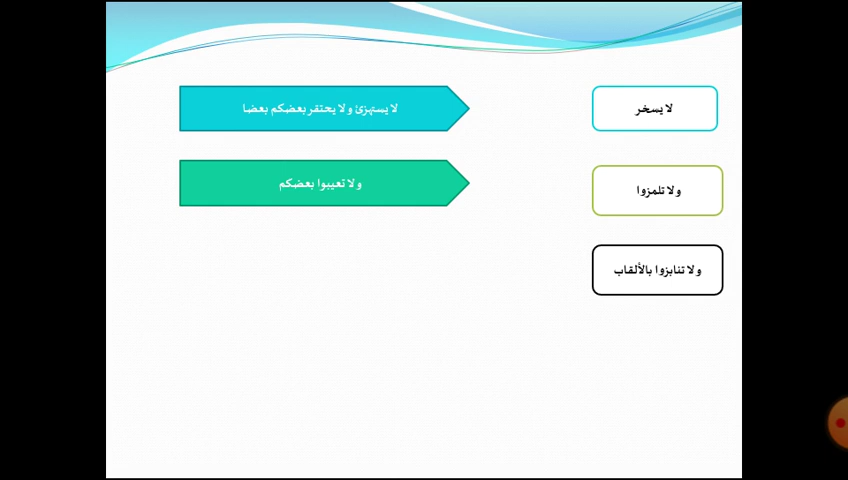 لا يسخر
لا يستهزئ ولا يحتقر بعضكم بعضا
ولا تلمزوا
ولا تعيبوا بعضكم
ولا تنابزوا بالألقاب